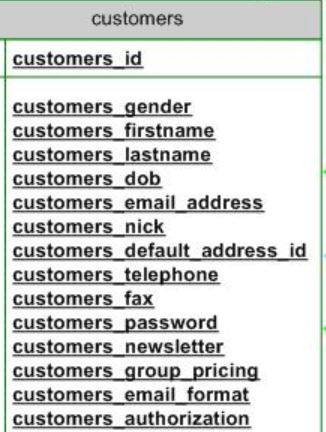 customers
customers_id
customers_gender
customers_firstname
customers_lastname
customers_dob
customers_email_address
customers_nick
customers_default_address_id
customers_telephone
customers_fax
customers_password
customers_newsletter
customers_group_pricing
customers_email_format
customers_authorization